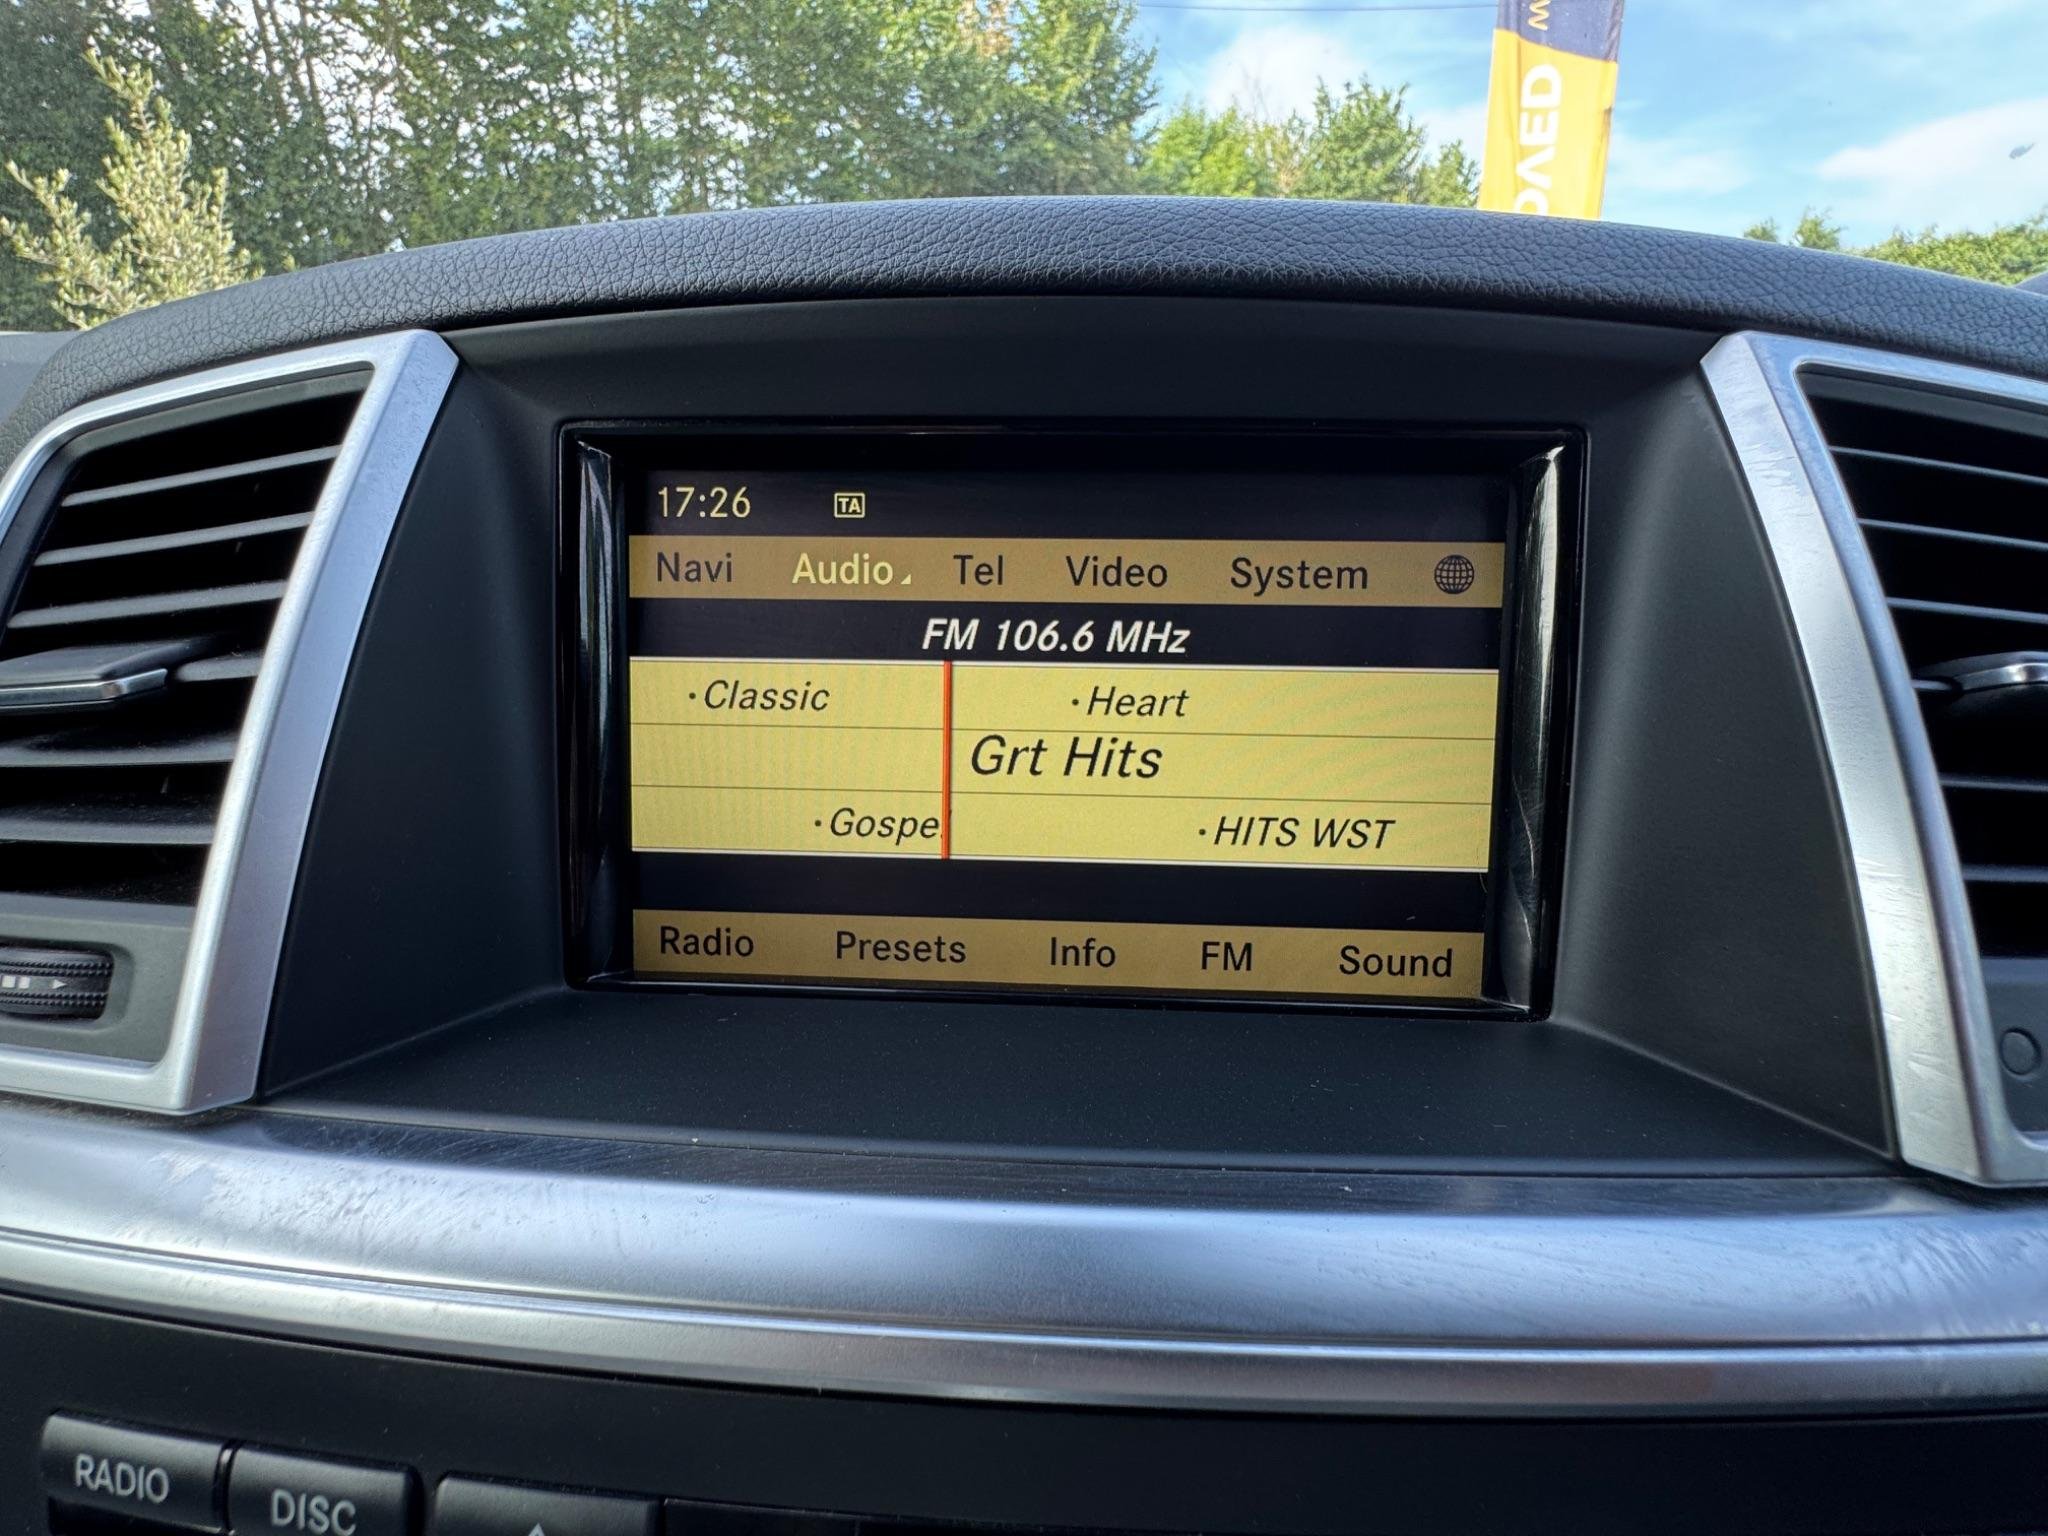 17:26 TA
Navi Audio Tel Video System
FM 106.6 MHz
·Classic ·Heart
Grt Hits
·Gospe ·HITS WST
Radio Presets Info FM Sound
RADIO
DISC